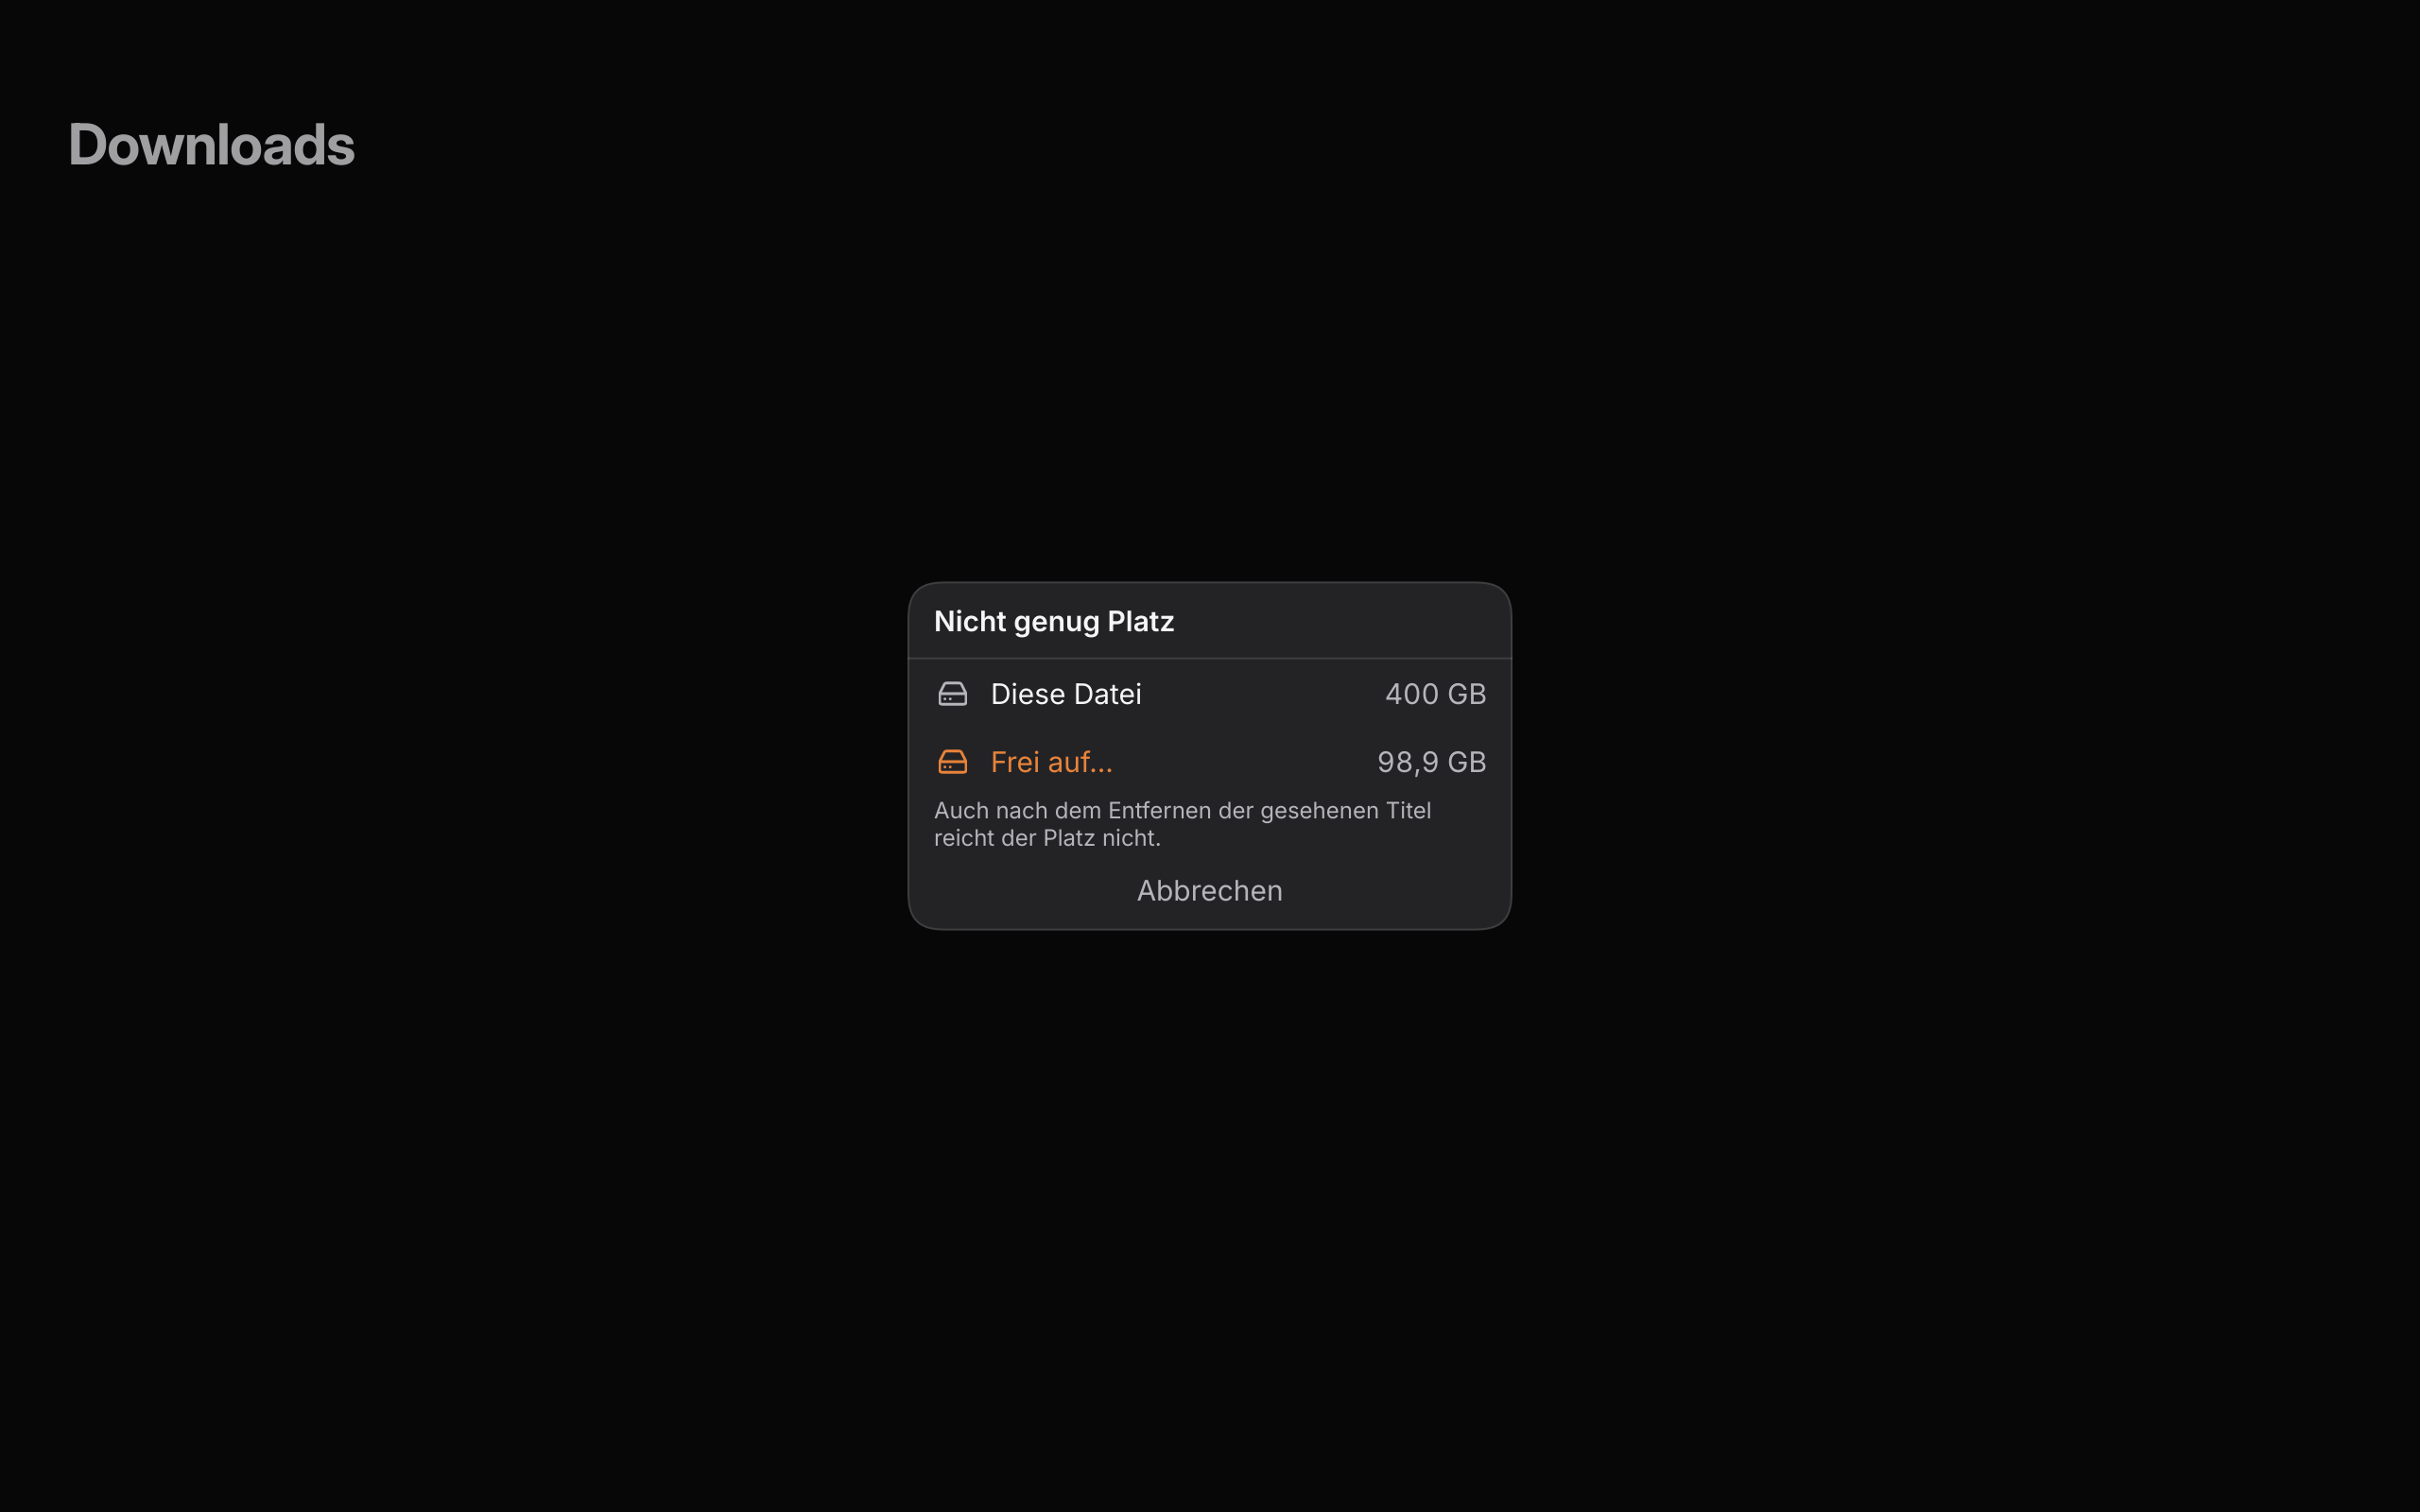 Downloads
Nicht genug Platz
Diese Datei 400 GB
Frei auf... 98,9 GB
Auch nach dem Entfernen der gesehenen Titel
reicht der Platz nicht.
Abbrechen